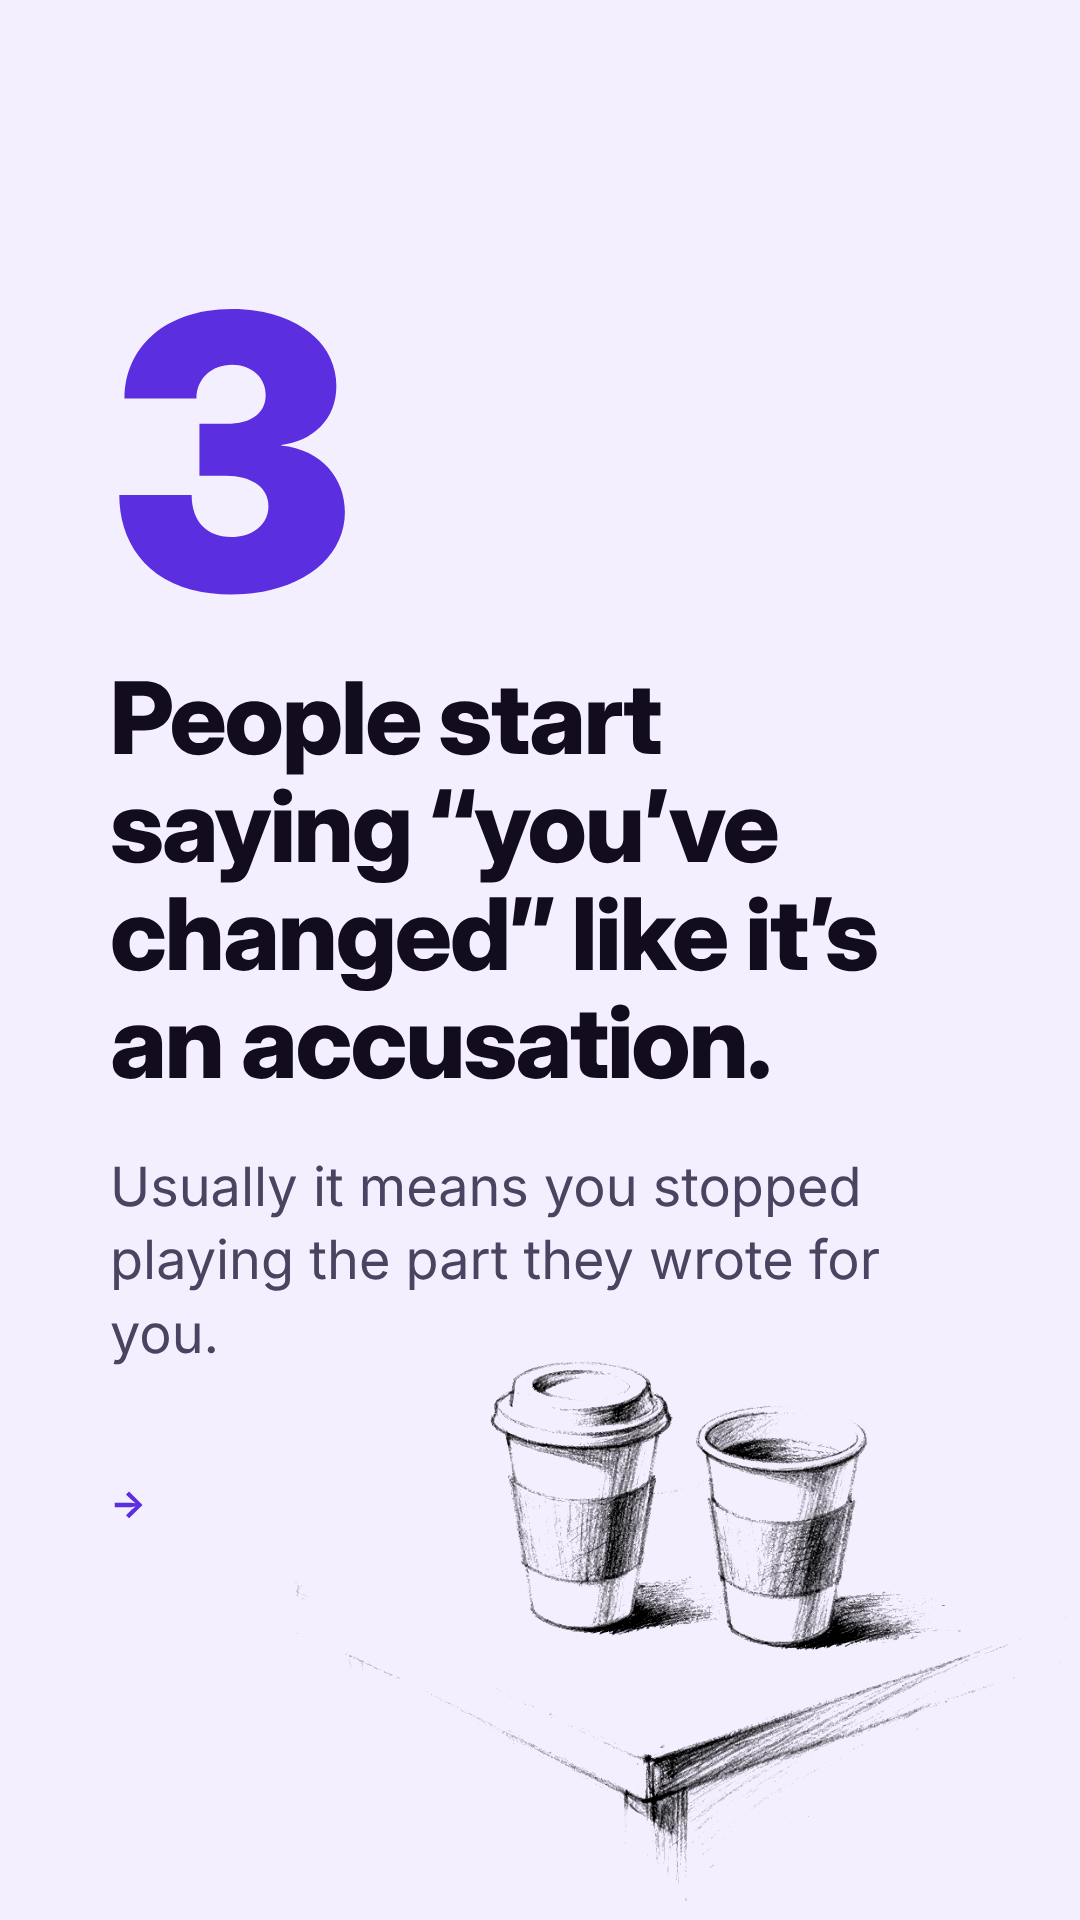 3
People start
saying “you’ve
changed” like it’s
an accusation.
Usually it means you stopped
playing the part they wrote for
you.
→